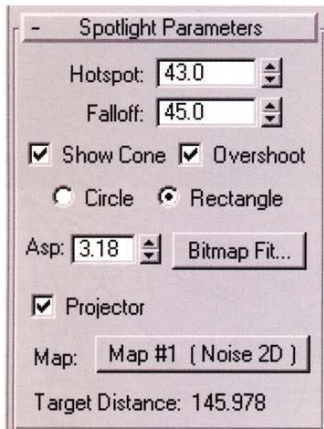 - Spotlight Parameters
Hotspot: 43.0
Falloff: 45.0
Show Cone Overshoot
Circle Rectangle
Asp: 3.18 Bitmap Fit...
Projector
Map: Map #1 ( Noise 2D )
Target Distance: 145.978